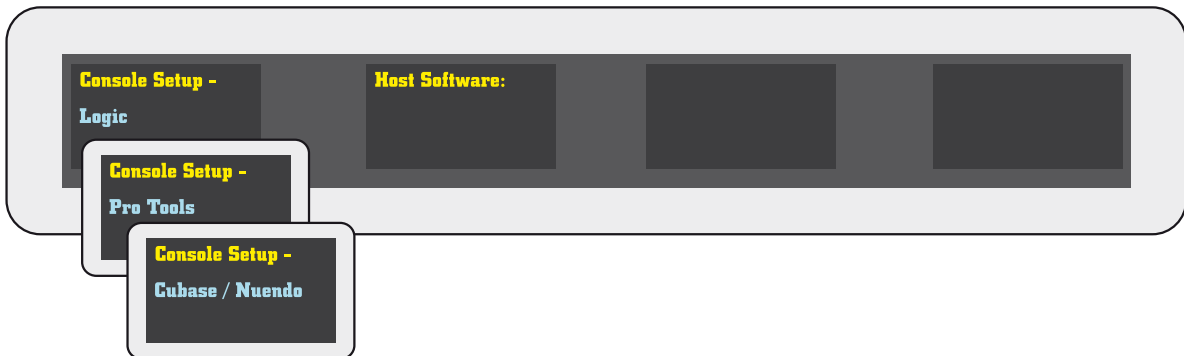 Console Setup -
Logic
Host Software:
Console Setup -
Pro Tools
Console Setup -
Cubase / Nuendo